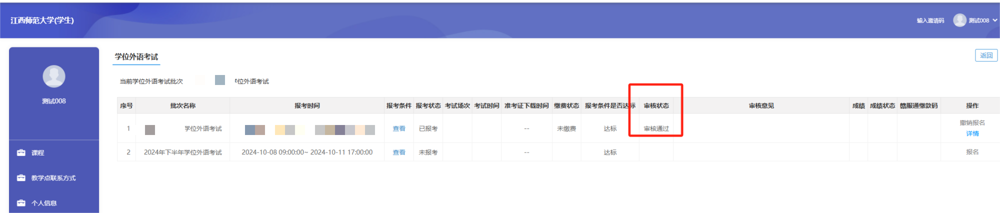 江西师范大学(学生)
输入邀请码
测试008
测试008
课程
教学点联系方式
个人信息
学位外语考试
返回
当前学位外语考试批次 学位外语考试
序号 批次名称 报考时间 报考条件 报考状态 考试场次 考试时间 准考证下载时间 缴费状态 报考条件是否达标 审核状态 审核意见 成绩 成绩状态 赣服通缴款码 操作
1 学位外语考试 查看 已报考 -- 未缴费 达标 审核通过 撤销报名
详情
2 2024年下半年学位外语考试 2024-10-08 09:00:00~ 2024-10-11 17:00:00 查看 未报考 -- 达标 报名